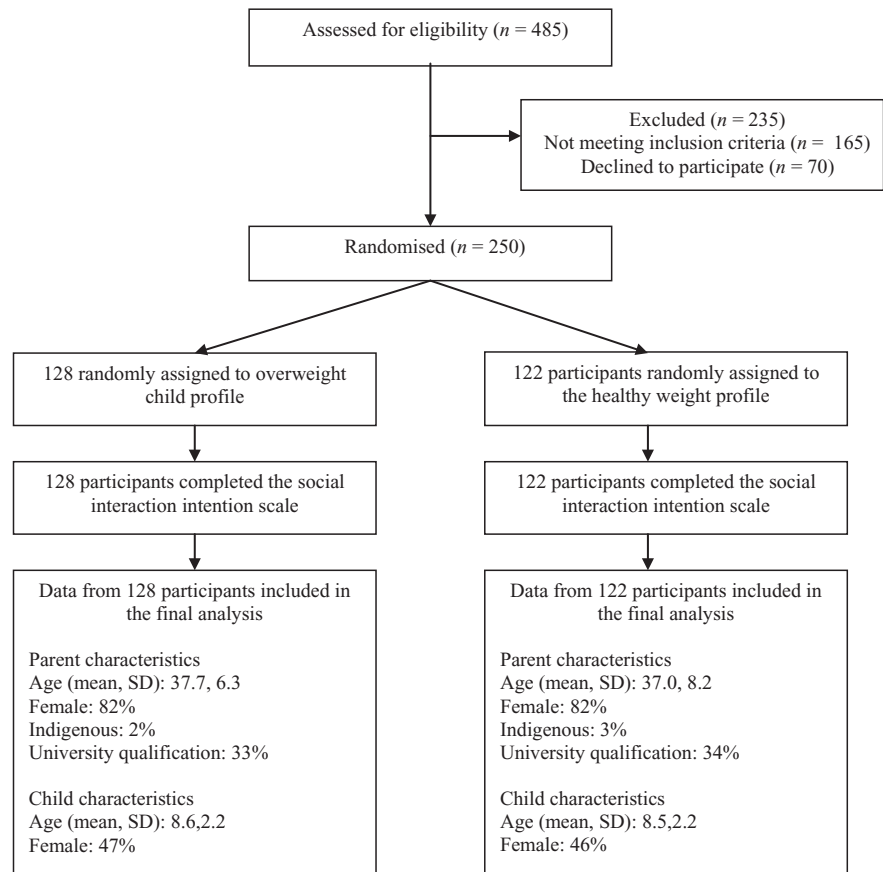 Assessed for eligibility (n = 485)
Excluded (n = 235)
Not meeting inclusion criteria (n = 165)
Declined to participate (n = 70)
Randomised (n = 250)
128 randomly assigned to overweight
child profile
128 participants completed the social
interaction intention scale
Data from 128 participants included in
the final analysis
Parent characteristics
Age (mean, SD): 37.7, 6.3
Female: 82%
Indigenous: 2%
University qualification: 33%
Child characteristics
Age (mean, SD): 8.6,2.2
Female: 47%
122 participants randomly assigned to
the healthy weight profile
122 participants completed the social
interaction intention scale
Data from 122 participants included in
the final analysis
Parent characteristics
Age (mean, SD): 37.0, 8.2
Female: 82%
Indigenous: 3%
University qualification: 34%
Child characteristics
Age (mean, SD): 8.5,2.2
Female: 46%